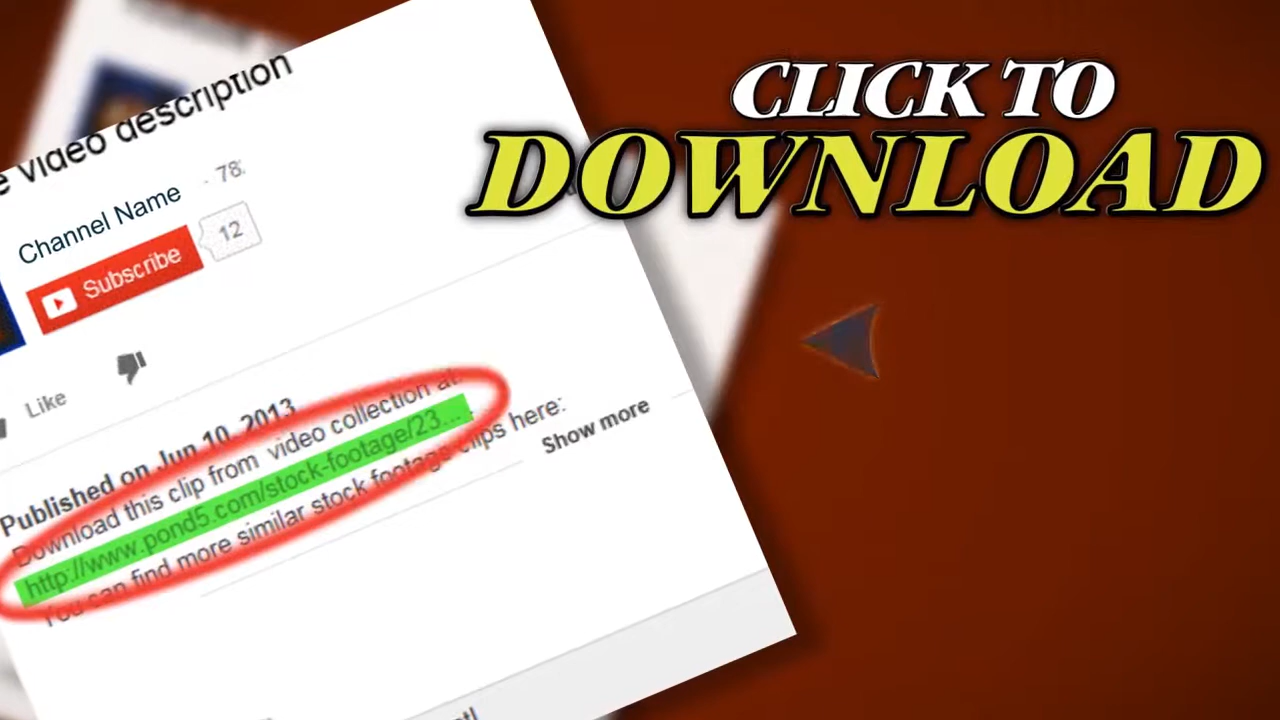 CLICK TO
DOWNLOAD
video description
Channel Name
78
Subscribe
12
Like
Published on Jun 10, 2013
Download this clip from video collection at
http://www.pond5.com/stock-footage/23...
You can find more similar stock footage clips here:
Show more